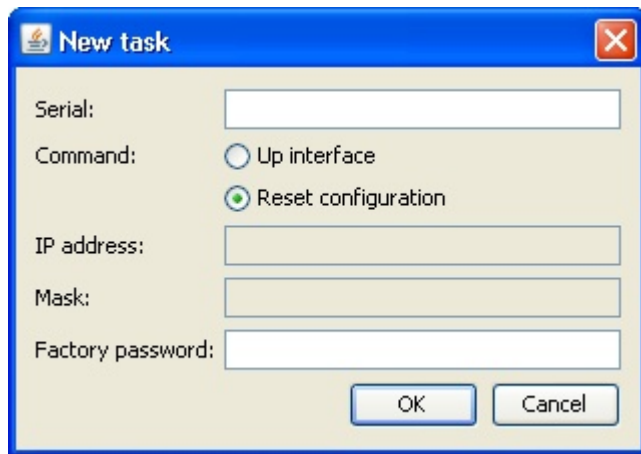 New task
Serial:
Command: Up interface
Reset configuration
IP address:
Mask:
Factory password:
OK Cancel